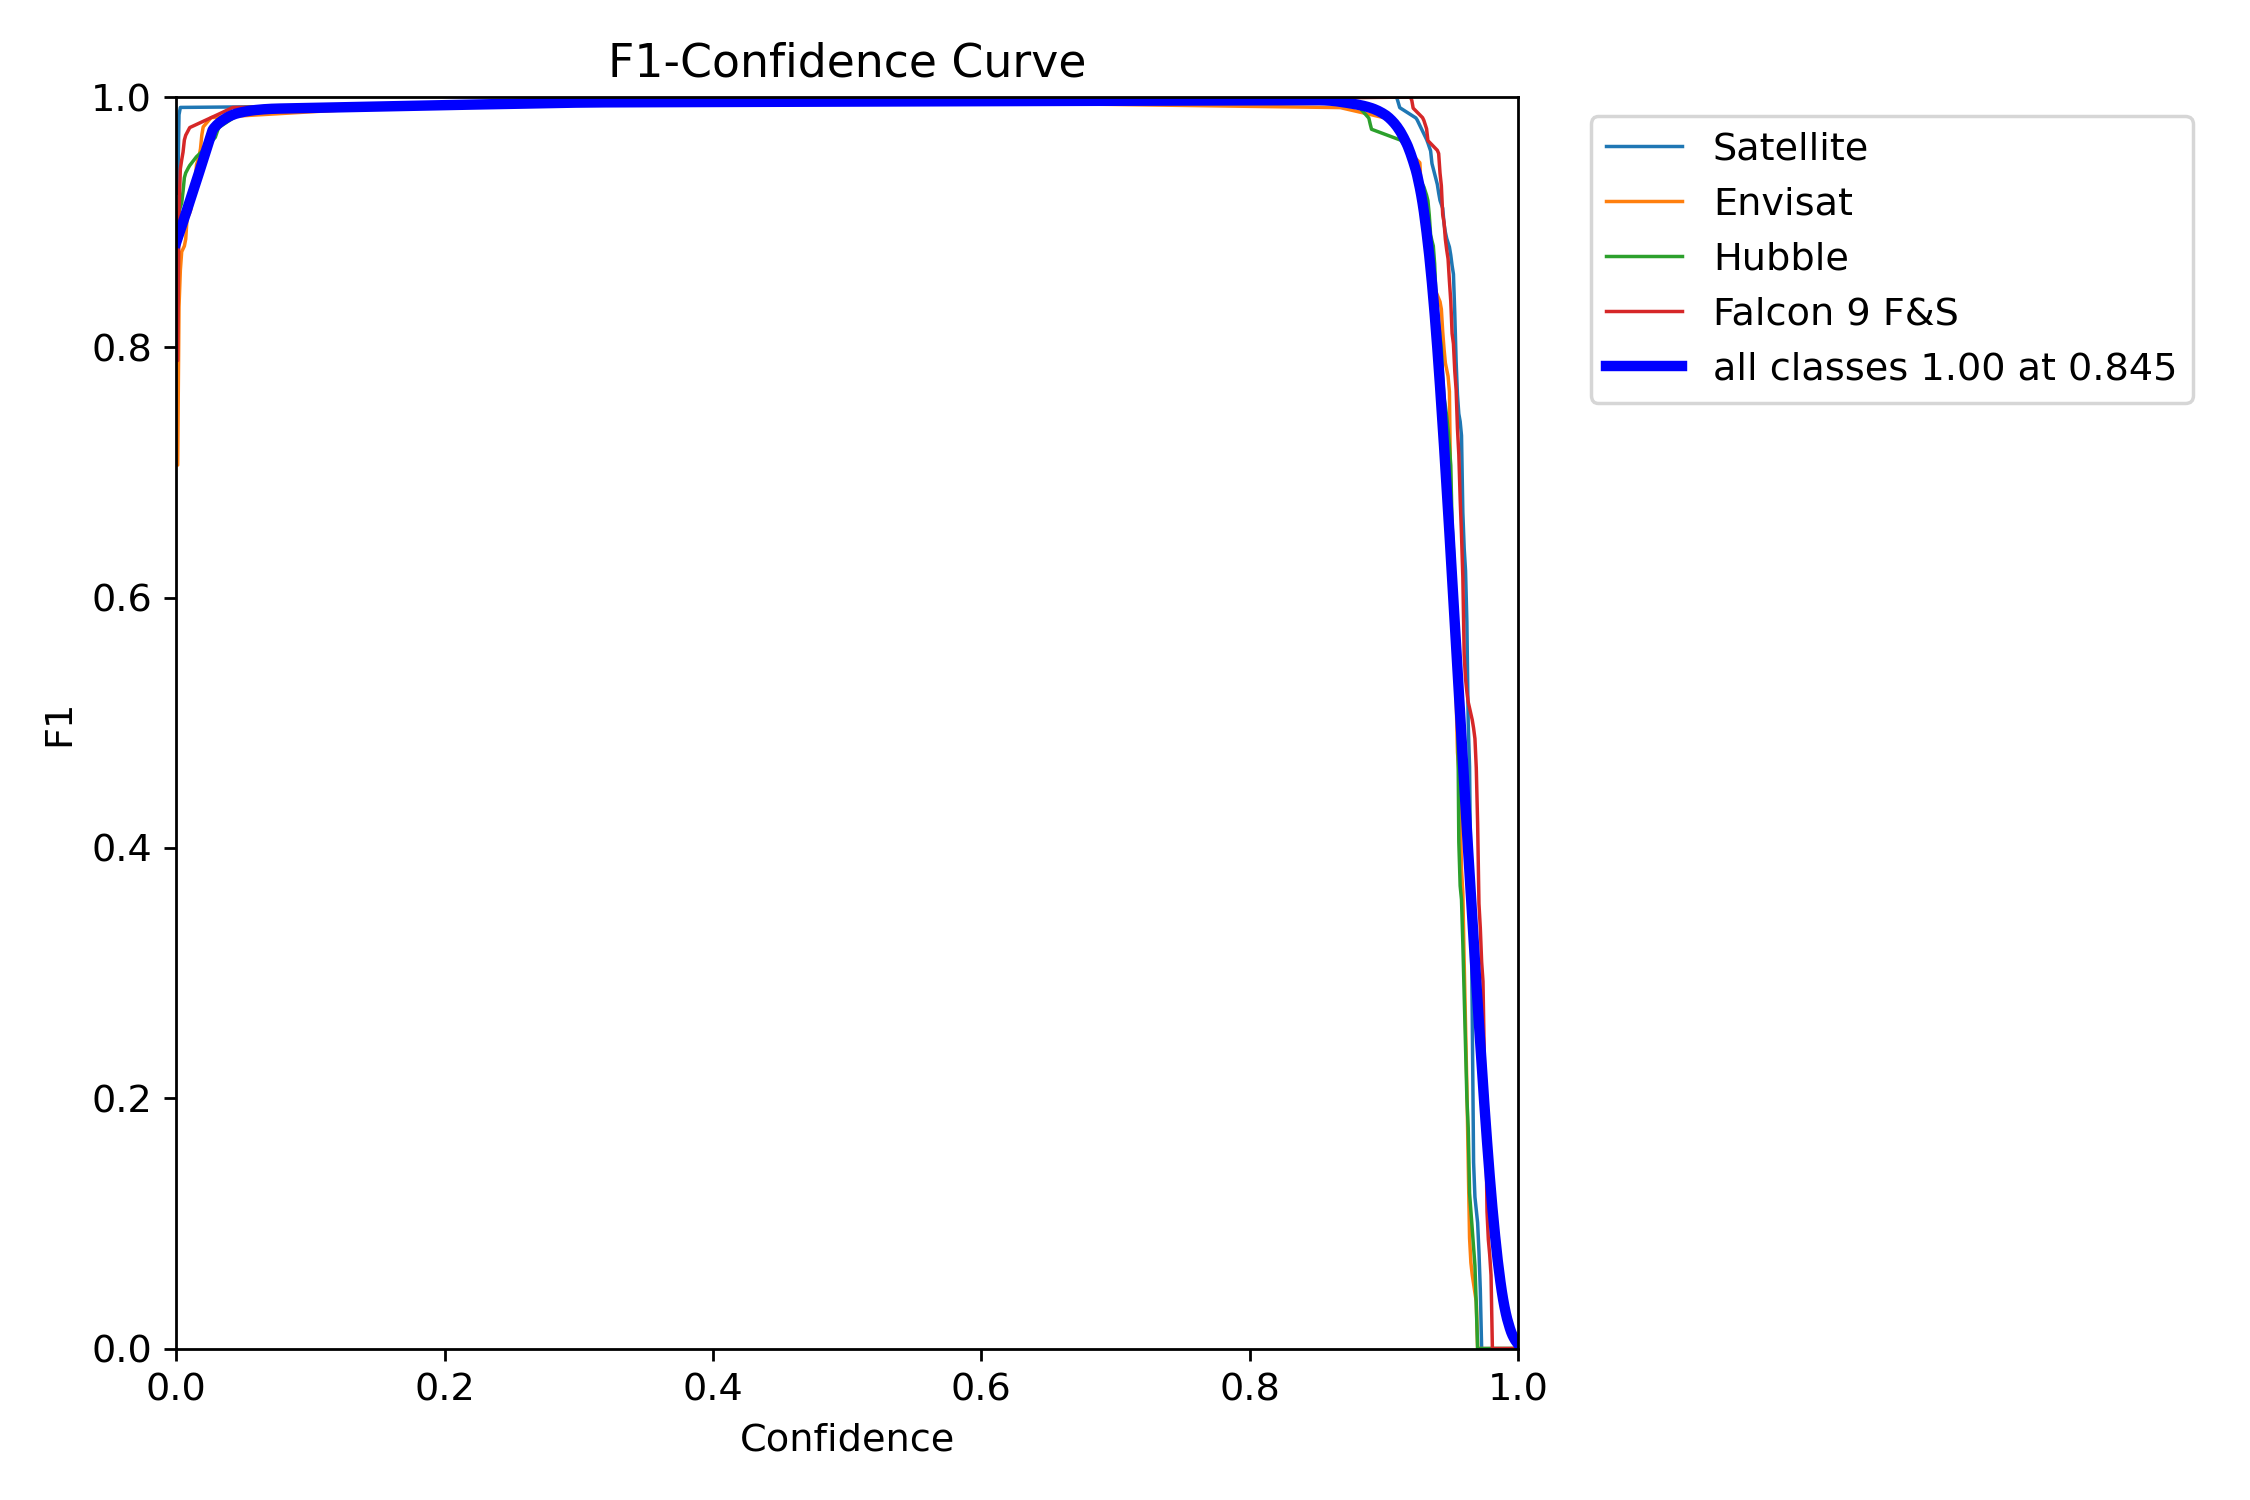 F1-Confidence Curve
1.0
0.8
0.6
0.4
0.2
0.0
F1
0.0 0.2 0.4 0.6 0.8 1.0
Confidence
Satellite
Envisat
Hubble
Falcon 9 F&S
all classes 1.00 at 0.845